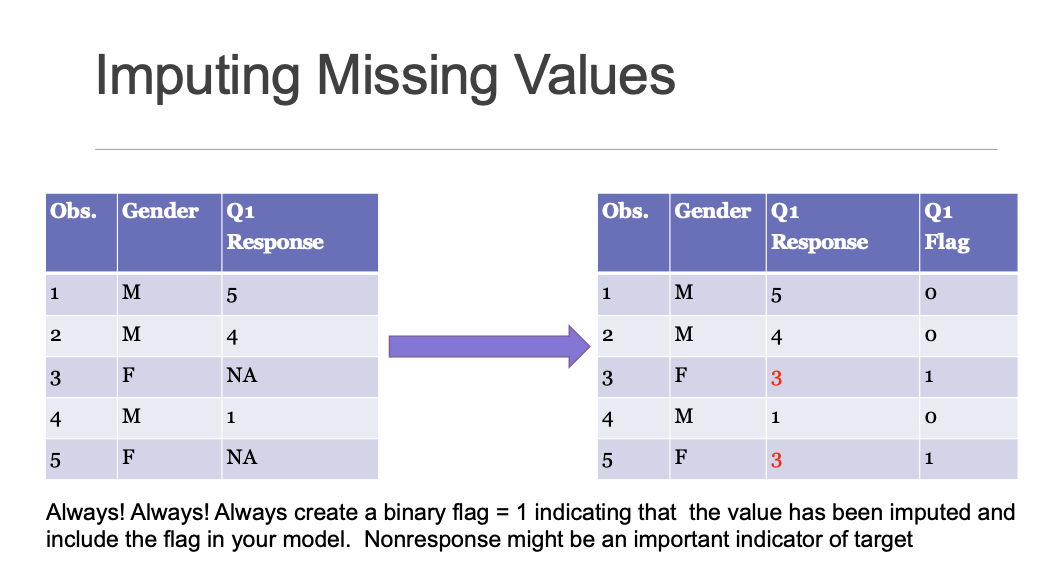 Imputing Missing Values
Obs. Gender Q1 Response
1 M 5
2 M 4
3 F NA
4 M 1
5 F NA
Obs. Gender Q1 Response Q1 Flag
1 M 5 0
2 M 4 0
3 F 3 1
4 M 1 0
5 F 3 1
Always! Always! Always create a binary flag = 1 indicating that  the value has been imputed and
include the flag in your model.  Nonresponse might be an important indicator of target